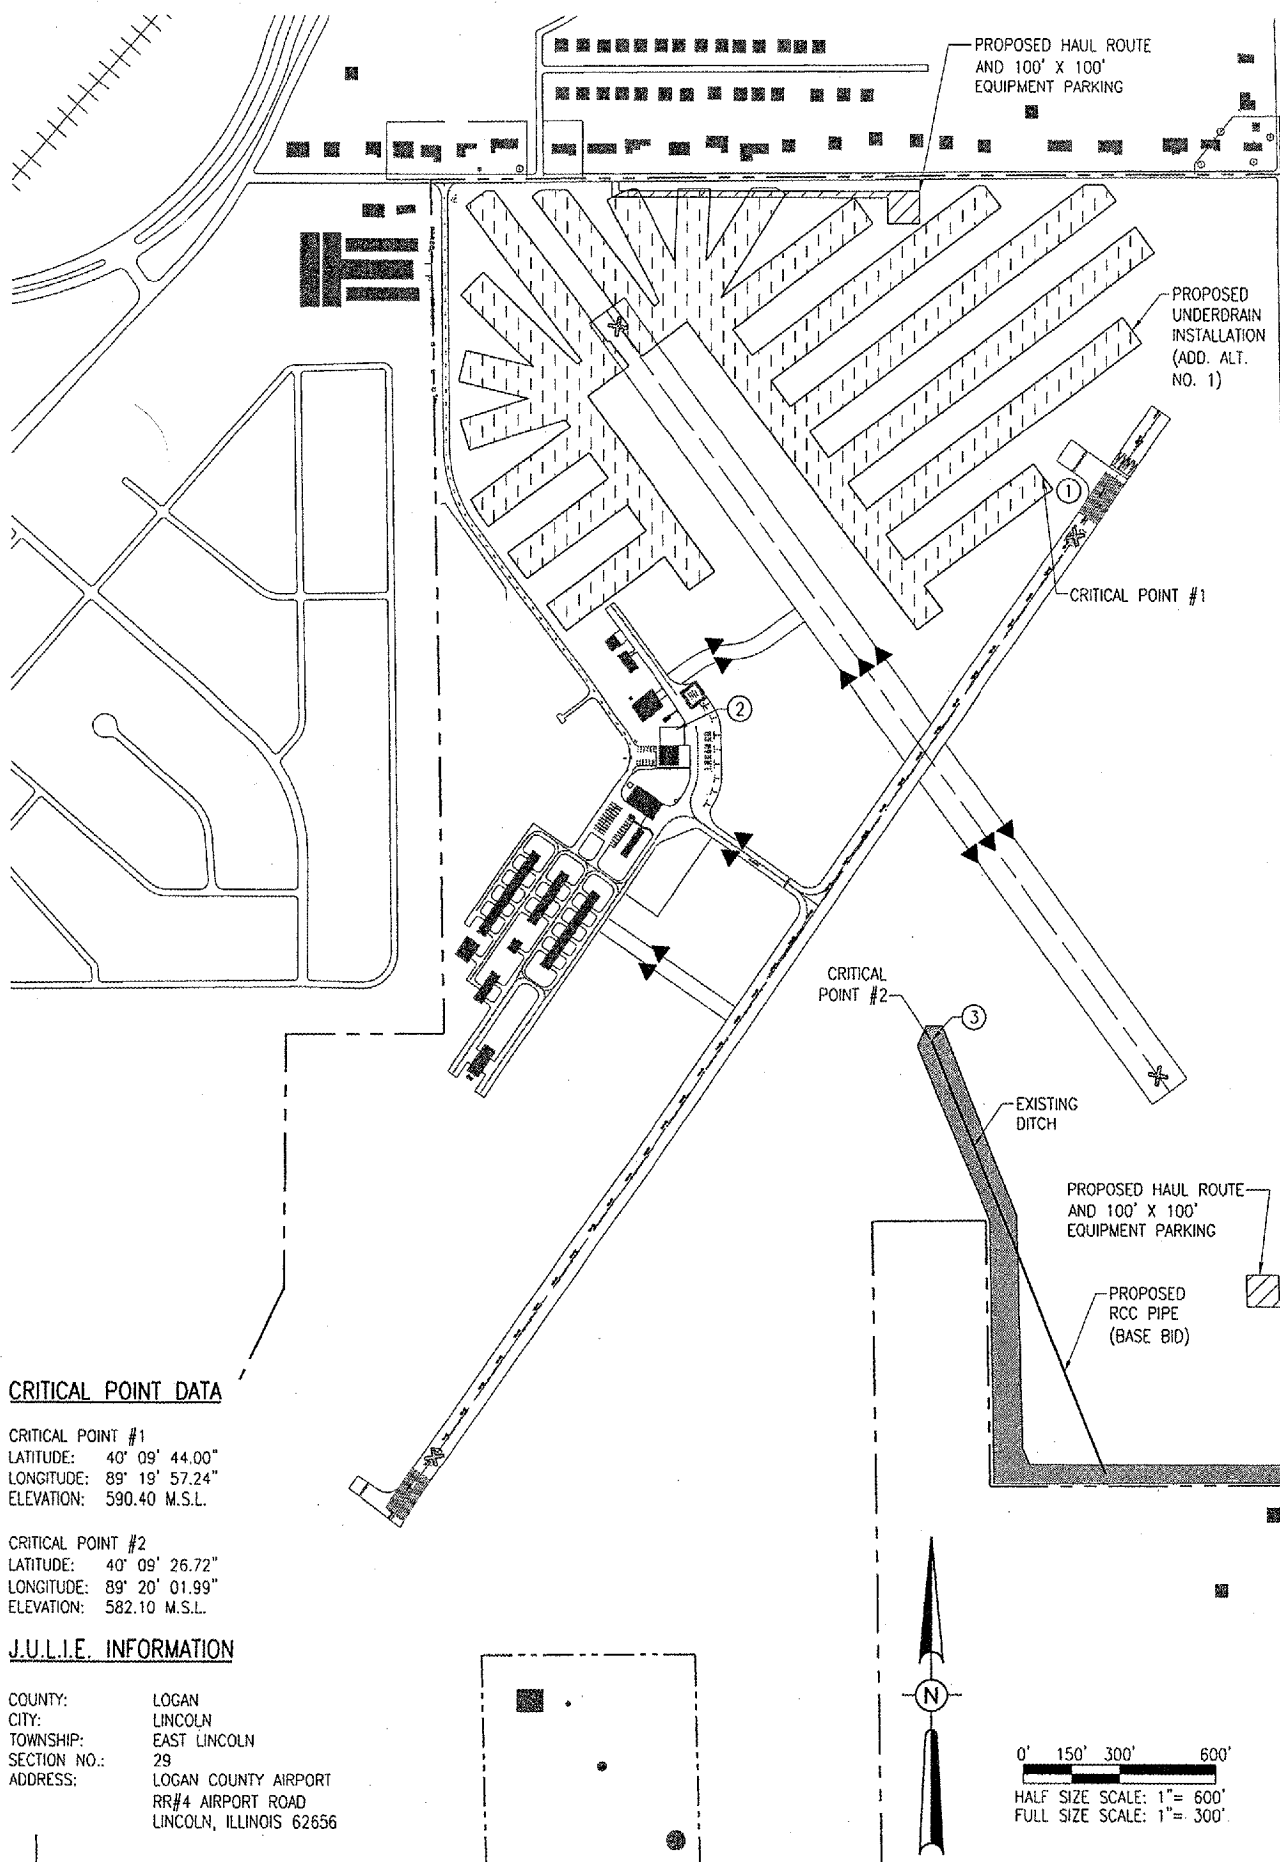 PROPOSED HAUL ROUTE
AND 100' X 100'
EQUIPMENT PARKING
PROPOSED
UNDERDRAIN
INSTALLATION
(ADD. ALT.
NO. 1)
1
CRITICAL POINT #1
2
CRITICAL
POINT #2
3
EXISTING
DITCH
PROPOSED HAUL ROUTE
AND 100' X 100'
EQUIPMENT PARKING
PROPOSED
RCC PIPE
(BASE BID)
CRITICAL POINT DATA
CRITICAL POINT #1
LATITUDE: 40° 09' 44.00"
LONGITUDE: 89° 19' 57.24"
ELEVATION: 590.40 M.S.L.
CRITICAL POINT #2
LATITUDE: 40° 09' 26.72"
LONGITUDE: 89° 20' 01.99"
ELEVATION: 582.10 M.S.L.
J.U.L.I.E. INFORMATION
COUNTY: LOGAN
CITY: LINCOLN
TOWNSHIP: EAST LINCOLN
SECTION NO.: 29
ADDRESS: LOGAN COUNTY AIRPORT
RR#4 AIRPORT ROAD
LINCOLN, ILLINOIS 62656
N
0' 150' 300' 600'
HALF SIZE SCALE: 1"= 600'
FULL SIZE SCALE: 1"= 300'